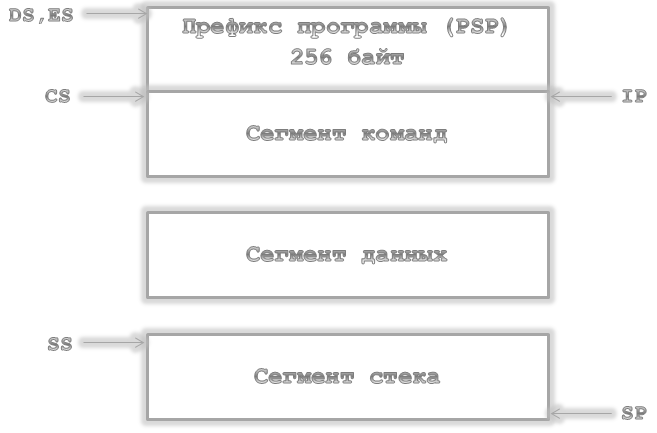 DS,ES
Префикс программы (PSP)
256 байт
CS
IP
Сегмент команд
Сегмент данных
SS
Сегмент стека
SP